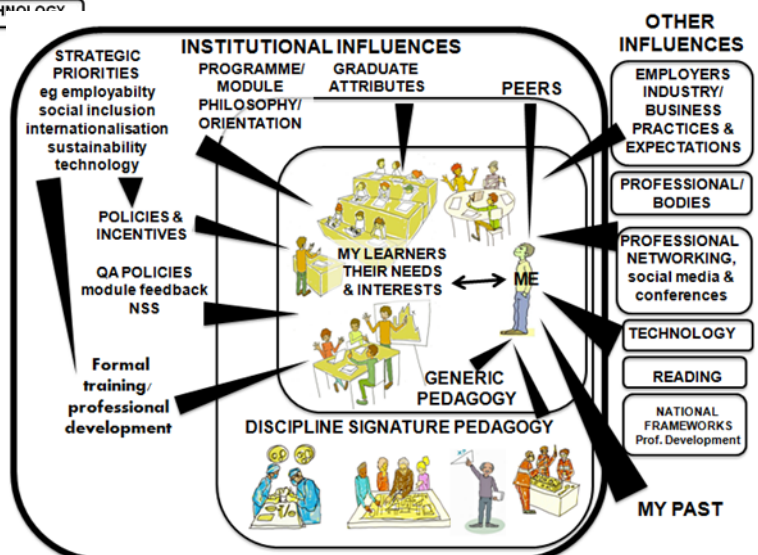 HNOLOGY
INSTITUTIONAL INFLUENCES
STRATEGIC
PRIORITIES
eg employabilty
social inclusion
internationalisation
sustainability
technology
PROGRAMME/
MODULE
PHILOSOPHY/
ORIENTATION
GRADUATE
ATTRIBUTES
PEERS
POLICIES &
INCENTIVES
QA POLICIES
module feedback
NSS
Formal
training/
professional
development
MY LEARNERS
THEIR NEEDS
& INTERESTS
ME
GENERIC
PEDAGOGY
DISCIPLINE SIGNATURE PEDAGOGY
OTHER
INFLUENCES
EMPLOYERS
INDUSTRY/
BUSINESS
PRACTICES &
EXPECTATIONS
PROFESSIONAL/
BODIES
PROFESSIONAL
NETWORKING,
social media &
conferences
TECHNOLOGY
READING
NATIONAL
FRAMEWORKS
Prof. Development
MY PAST